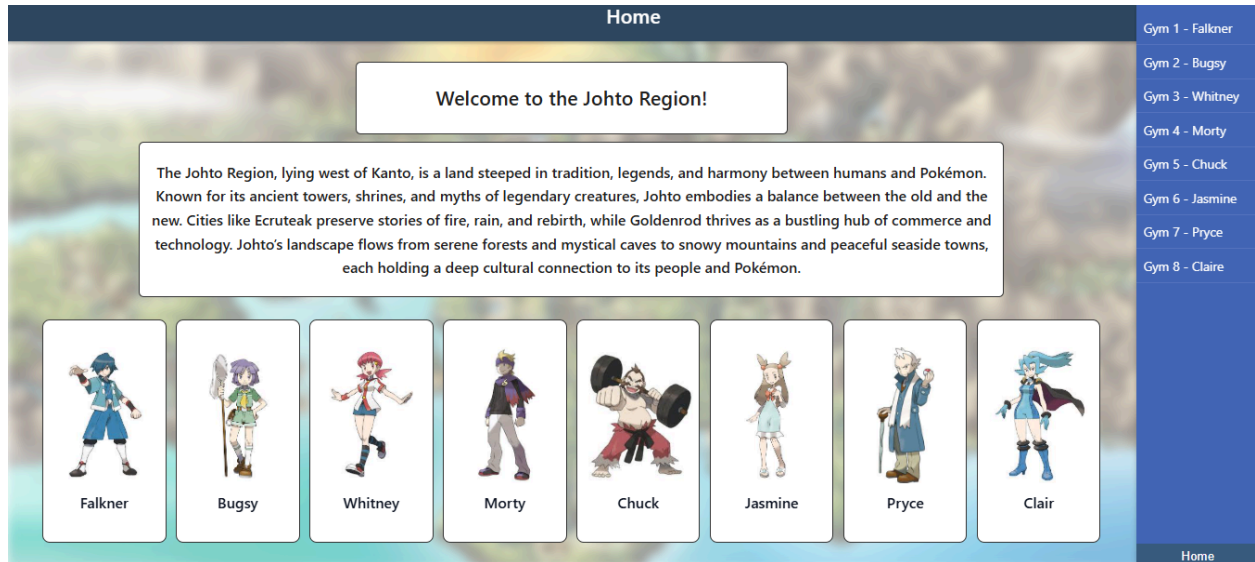 Home
Welcome to the Johto Region!
The Johto Region, lying west of Kanto, is a land steeped in tradition, legends, and harmony between humans and Pokémon.
Known for its ancient towers, shrines, and myths of legendary creatures, Johto embodies a balance between the old and the
new. Cities like Ecruteak preserve stories of fire, rain, and rebirth, while Goldenrod thrives as a bustling hub of commerce and
technology. Johto’s landscape flows from serene forests and mystical caves to snowy mountains and peaceful seaside towns,
each holding a deep cultural connection to its people and Pokémon.
Falkner
Bugsy
Whitney
Morty
Chuck
Jasmine
Pryce
Clair
Gym 1 - Falkner
Gym 2 - Bugsy
Gym 3 - Whitney
Gym 4 - Morty
Gym 5 - Chuck
Gym 6 - Jasmine
Gym 7 - Pryce
Gym 8 - Claire
Home